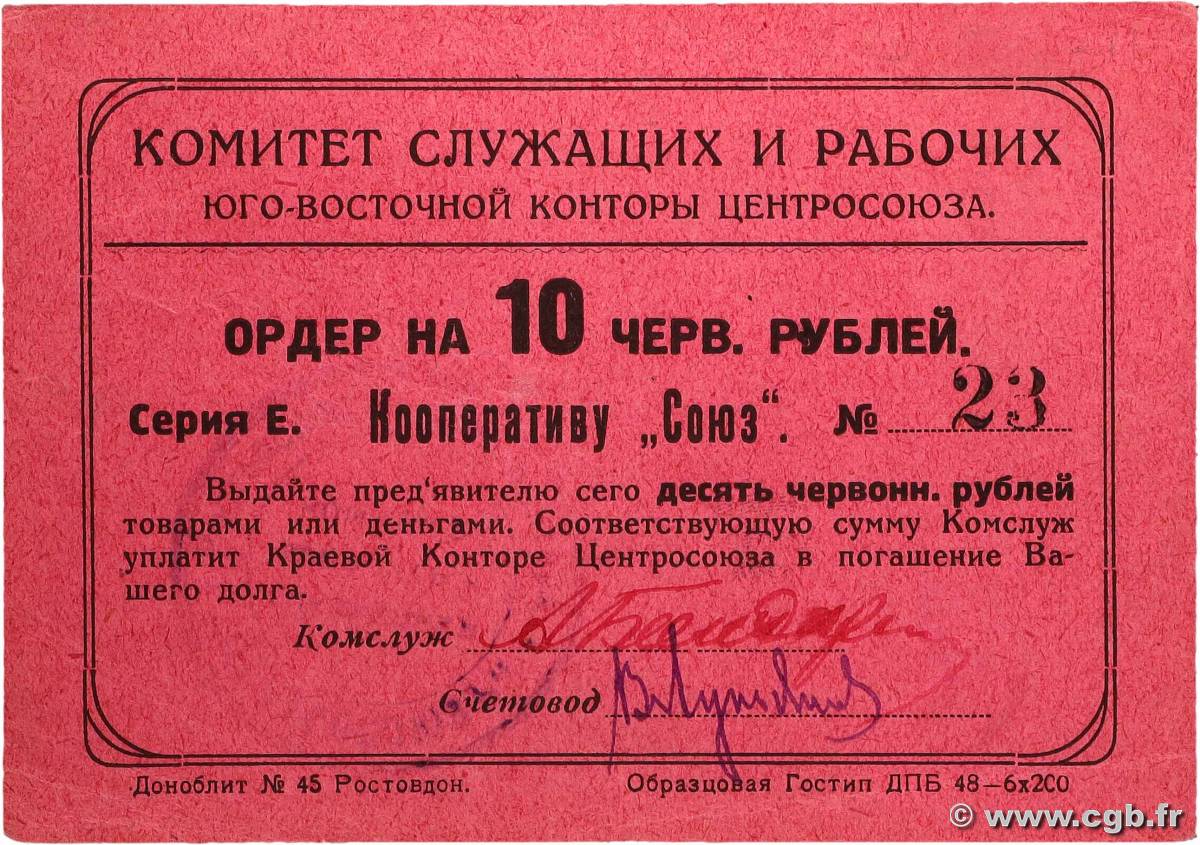 КОМИТЕТ СЛУЖАЩИХ И РАБОЧИХ
ЮГО-ВОСТОЧНОЙ КОНТОРЫ ЦЕНТРОСОЮЗА.
ОРДЕР НА 10 ЧЕРВ. РУБЛЕЙ.
Серия Е. Кооперативу „Союз“. № 23
Выдайте пред‘явителю сего десять червонн. рублей
товарами или деньгами. Соответствующую сумму Комслуж
уплатит Краевой Конторе Центросоюза в погашение Ва-
шего долга.
Комслуж
Счетовод
Доноблит № 45 Ростовдон. Образцовая Гостип ДПБ 48—6х200
© www.cgb.fr